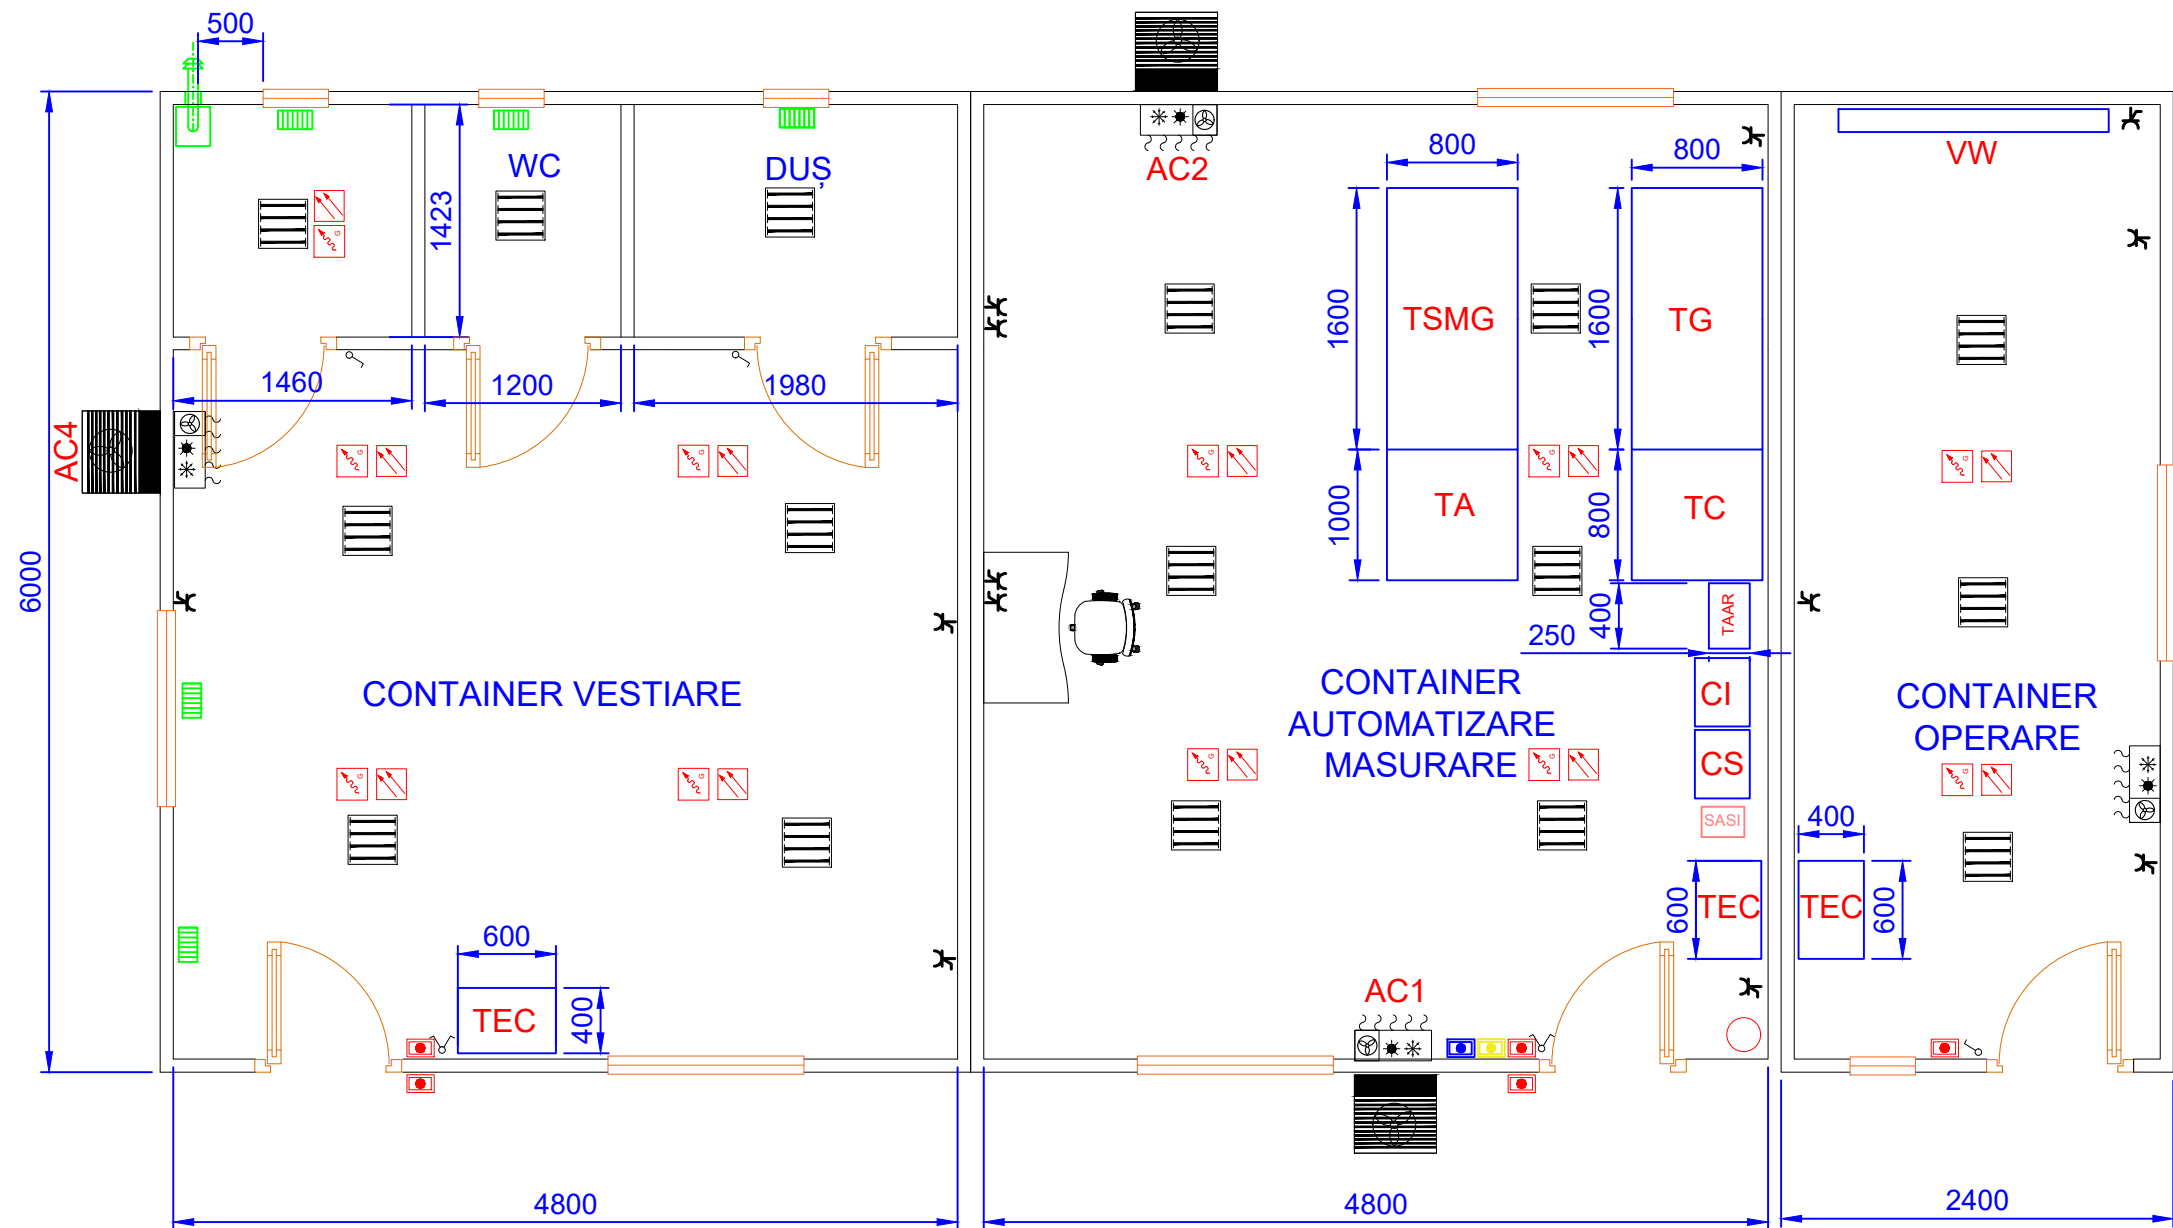 500
WC
DUȘ
AC2
800
800
VW
1423
1600
TSMG
1600
TG
1460
1200
1980
AC4
1000
TA
800
TC
6000
400
TAAR
250
CONTAINER VESTIARE
CONTAINER
AUTOMATIZARE
MASURARE
CI
CS
SASI
CONTAINER
OPERARE
400
600
TEC
TEC
600
600
TEC
400
AC1
4800
4800
2400